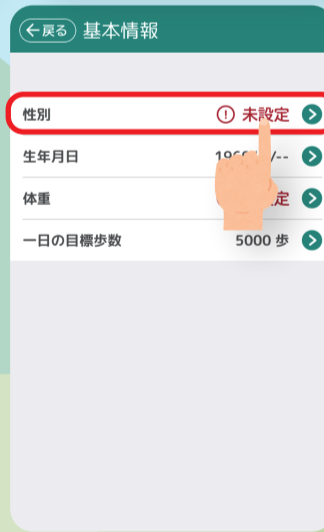 戻る 基本情報
性別 未設定
生年月日 /--
体重 定
一日の目標歩数 5000 歩